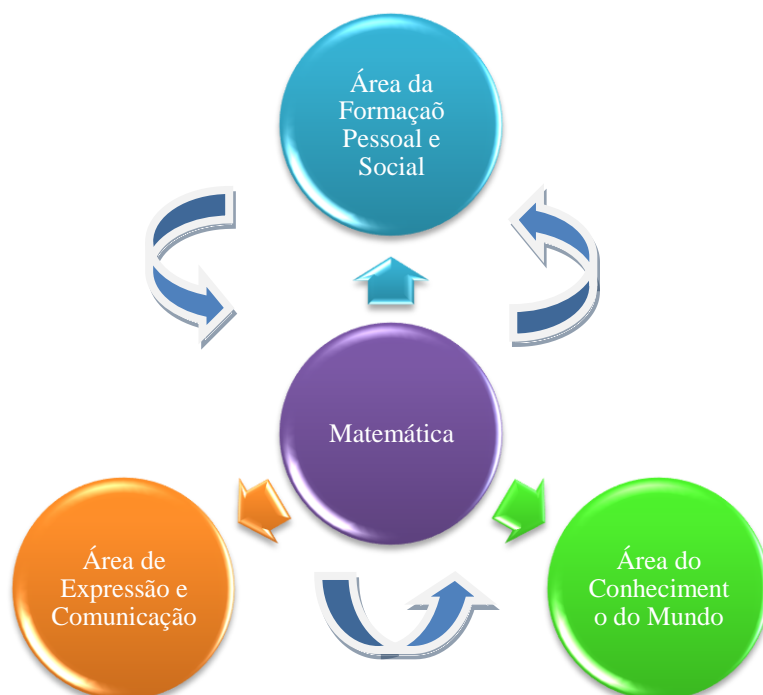 Área da
Formaçaõ
Pessoal e
Social
Matemática
Área de
Expressão e
Comunicação
Área do
Conheciment
o do Mundo